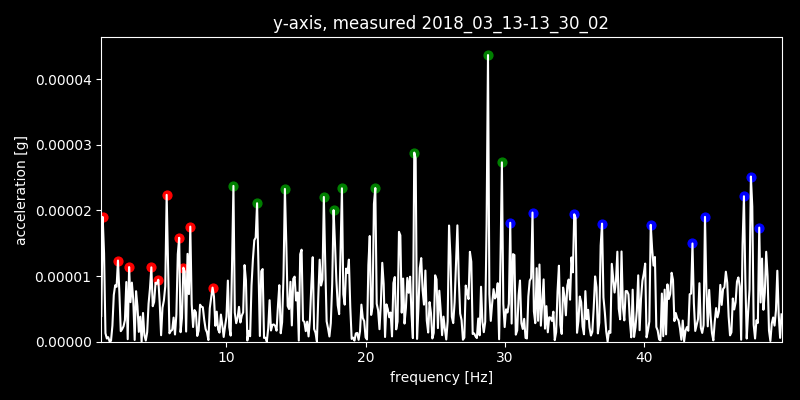 y-axis, measured 2018_03_13-13_30_02
acceleration [g]
0.00004
0.00003
0.00002
0.00001
0.00000
10 20 30 40
frequency [Hz]